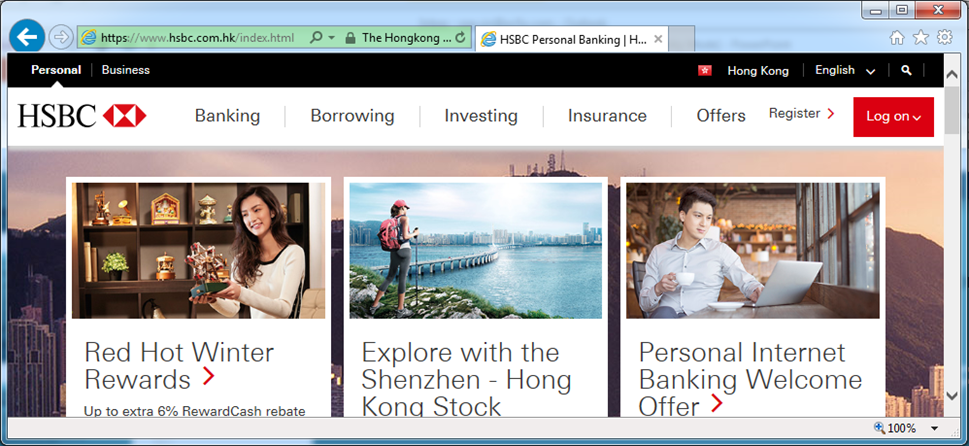 https://www.hsbc.com.hk/index.html
The Hongkong ...
HSBC Personal Banking | H...
Personal
Business
Hong Kong
English
HSBC
Banking
Borrowing
Investing
Insurance
Offers
Register
Log on
Red Hot Winter
Rewards
Up to extra 6% RewardCash rebate
Explore with the
Shenzhen - Hong
Kong Stock
Personal Internet
Banking Welcome
Offer
100%